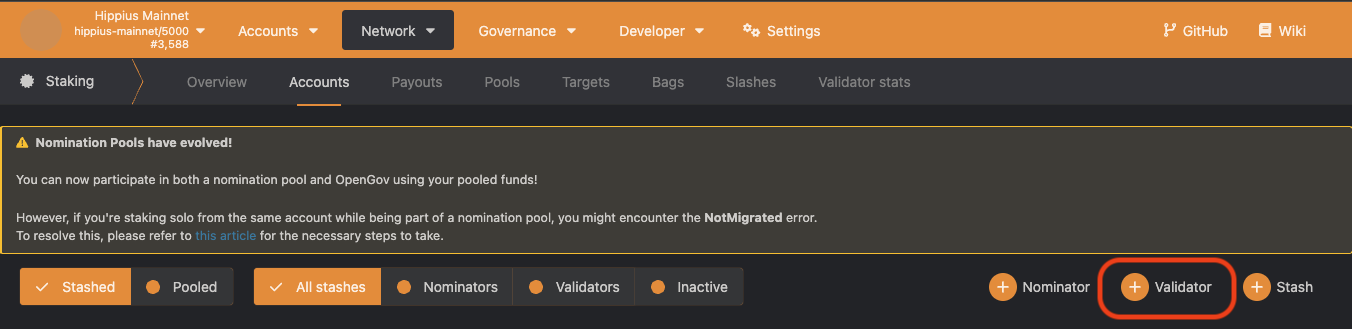 Hippius Mainnet
hippius-mainnet/5000
#3,588
Accounts
Network
Governance
Developer
Settings
GitHub
Wiki
Staking
Overview
Accounts
Payouts
Pools
Targets
Bags
Slashes
Validator stats
Nomination Pools have evolved!
You can now participate in both a nomination pool and OpenGov using your pooled funds!
However, if you're staking solo from the same account while being part of a nomination pool, you might encounter the NotMigrated error.
To resolve this, please refer to this article for the necessary steps to take.
Stashed
Pooled
All stashes
Nominators
Validators
Inactive
Nominator
Validator
Stash